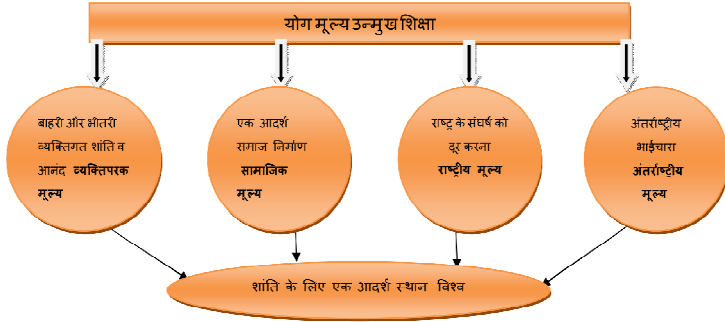 योग मूल्य उन्मुख शिक्षा
बाहरी और भीतरी
व्यक्तिगत शांति व
आनंद व्यक्तिपरक
मूल्य
एक आदर्श
समाज निर्माण
सामाजिक
मूल्य
राष्ट्र के संघर्ष को
दूर करना
राष्ट्रीय मूल्य
अंतर्राष्ट्रीय
भाईचारा
अंतर्राष्ट्रीय
मूल्य
शांति के लिए एक आदर्श स्थान विश्व